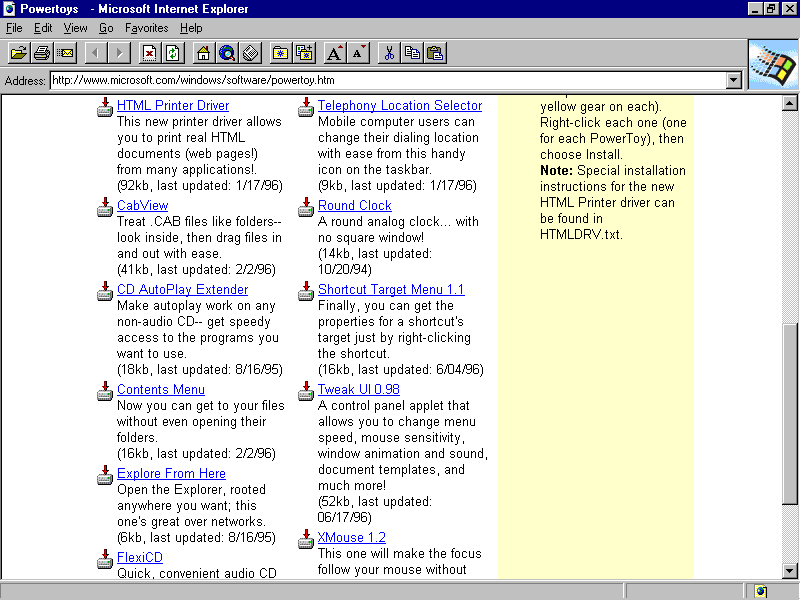 Powertoys - Microsoft Internet Explorer
File Edit View Go Favorites Help
Address: http://www.microsoft.com/windows/software/powertoy.htm
HTML Printer Driver
This new printer driver allows
you to print real HTML
documents (web pages!)
from many applications!.
(92kb, last updated: 1/17/96)
CabView
Treat .CAB files like folders--
look inside, then drag files in
and out with ease.
(41kb, last updated: 2/2/96)
CD AutoPlay Extender
Make autoplay work on any
non-audio CD-- get speedy
access to the programs you
want to use.
(18kb, last updated: 8/16/95)
Contents Menu
Now you can get to your files
without even opening their
folders.
(16kb, last updated: 2/2/96)
Explore From Here
Open the Explorer, rooted
anywhere you want; this
one's great over networks.
(6kb, last updated: 8/16/95)
FlexiCD
Quick, convenient audio CD
Telephony Location Selector
Mobile computer users can
change their dialing location
with ease from this handy
icon on the taskbar.
(9kb, last updated: 1/17/96)
Round Clock
A round analog clock... with
no square window!
(14kb, last updated:
10/20/94)
Shortcut Target Menu 1.1
Finally, you can get the
properties for a shortcut's
target just by right-clicking
the shortcut.
(16kb, last updated: 6/04/96)
Tweak UI 0.98
A control panel applet that
allows you to change menu
speed, mouse sensitivity,
window animation and sound,
document templates, and
much more!
(52kb, last updated:
06/17/96)
XMouse 1.2
This one will make the focus
follow your mouse without
yellow gear on each).
Right-click each one (one
for each PowerToy), then
choose Install.
Note: Special installation
instructions for the new
HTML Printer driver can
be found in
HTMLDRV.txt.